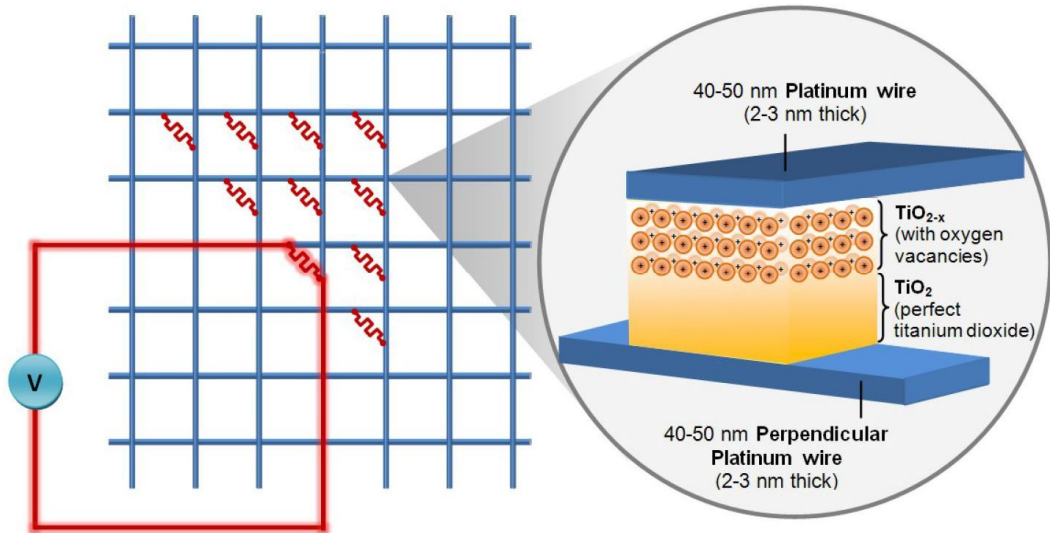 40-50 nm Platinum wire
(2-3 nm thick)
TiO2-x
(with oxygen
vacancies)
TiO2
(perfect
titanium dioxide)
V
40-50 nm Perpendicular
Platinum wire
(2-3 nm thick)